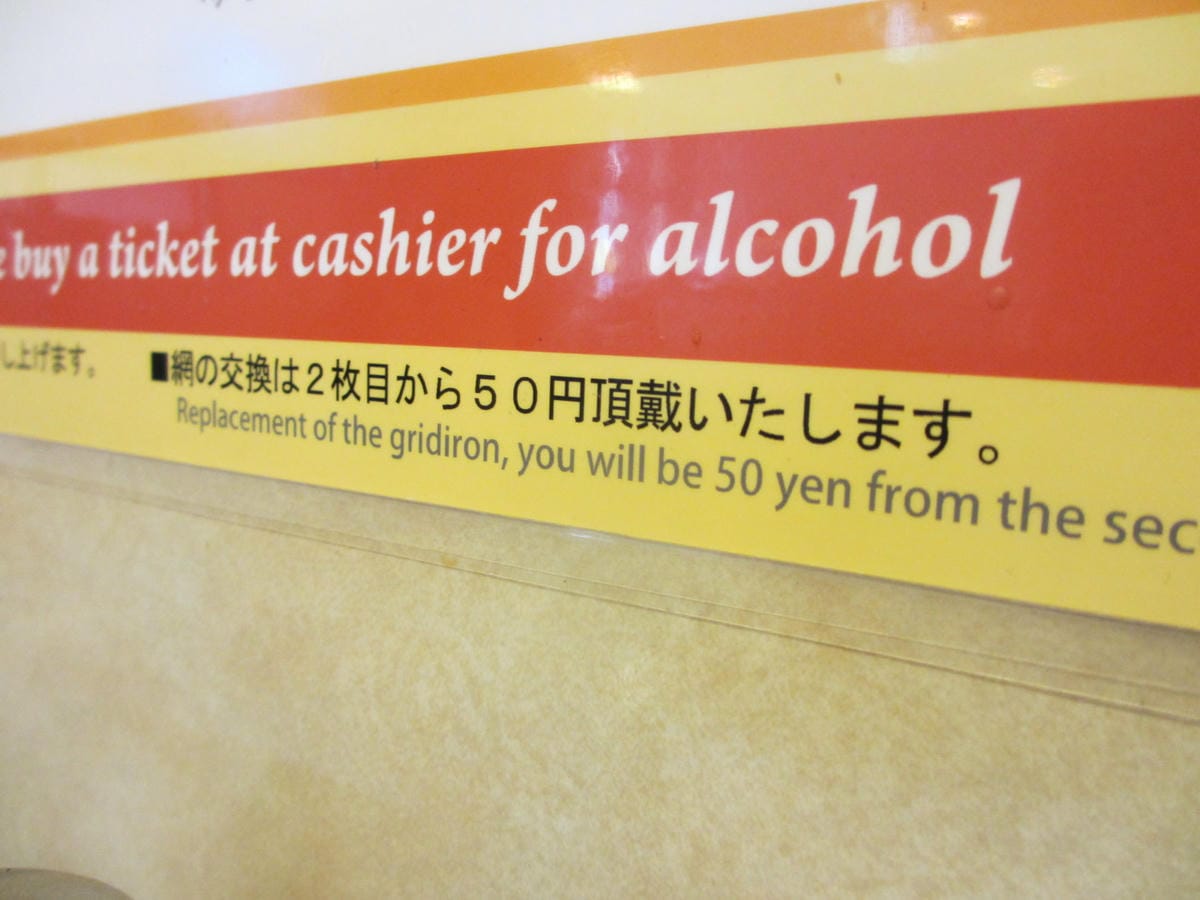 buy a ticket at cashier for alcohol
し上げます。
■網の交換は２枚目から５０円頂戴いたします。
Replacement of the gridiron, you will be 50 yen from the sec